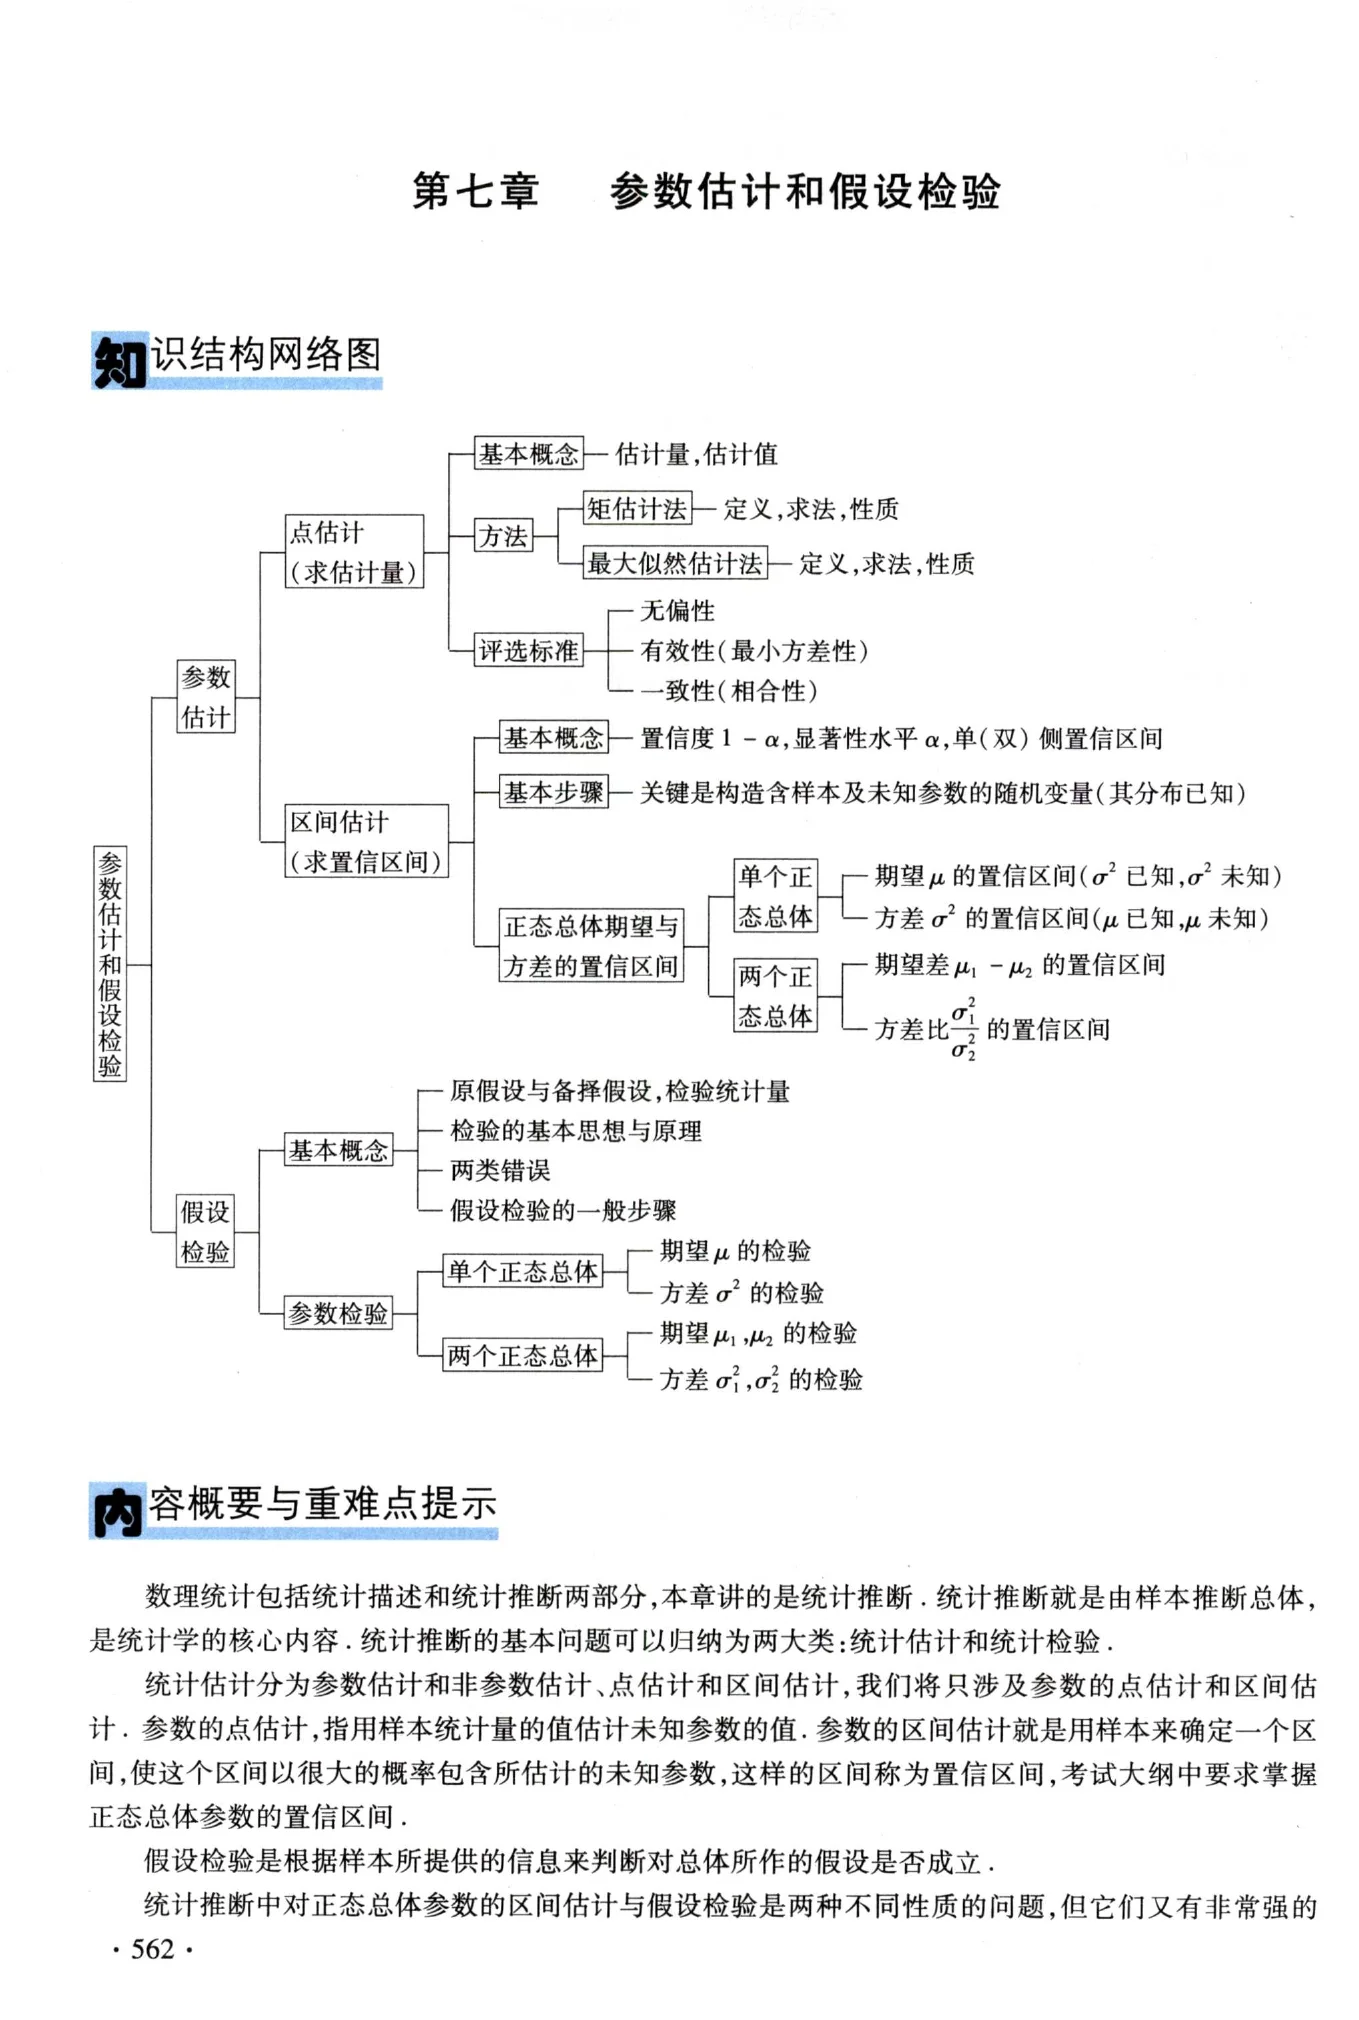 第七章 参数估计和假设检验
知识结构网络图
基本概念 估计量,估计值
矩估计法 定义,求法,性质
点估计
(求估计量)
方法
最大似然估计法 定义,求法,性质
无偏性
评选标准 有效性(最小方差性)
一致性(相合性)
参数
估计
基本概念 置信度 1 - α,显著性水平 α,单(双)侧置信区间
基本步骤 关键是构造含样本及未知参数的随机变量(其分布已知)
区间估计
(求置信区间)
单个正
态总体
期望 μ 的置信区间(σ² 已知,σ² 未知)
方差 σ² 的置信区间(μ 已知,μ 未知)
正态总体期望与
方差的置信区间
两个正
态总体
期望差 μ₁ - μ₂ 的置信区间
方差比 σ₁²/σ₂² 的置信区间
参数估计和假设检验
原假设与备择假设,检验统计量
基本概念 检验的基本思想与原理
两类错误
假设检验的一般步骤
假设
检验
单个正态总体 期望 μ 的检验
方差 σ² 的检验
参数检验
两个正态总体 期望 μ₁,μ₂ 的检验
方差 σ₁²,σ₂² 的检验
内容概要与重难点提示
数理统计包括统计描述和统计推断两部分,本章讲的是统计推断.统计推断就是由样本推断总体,
是统计学的核心内容.统计推断的基本问题可以归纳为两大类:统计估计和统计检验.
统计估计分为参数估计和非参数估计、点估计和区间估计,我们将只涉及参数的点估计和区间估
计.参数的点估计,指用样本统计量的值估计未知参数的值.参数的区间估计就是用样本来确定一个区
间,使这个区间以很大的概率包含所估计的未知参数,这样的区间称为置信区间,考试大纲中要求掌握
正态总体参数的置信区间.
假设检验是根据样本所提供的信息来判断对总体所作的假设是否成立.
统计推断中对正态总体参数的区间估计与假设检验是两种不同性质的问题,但它们又有非常强的
· 562 ·